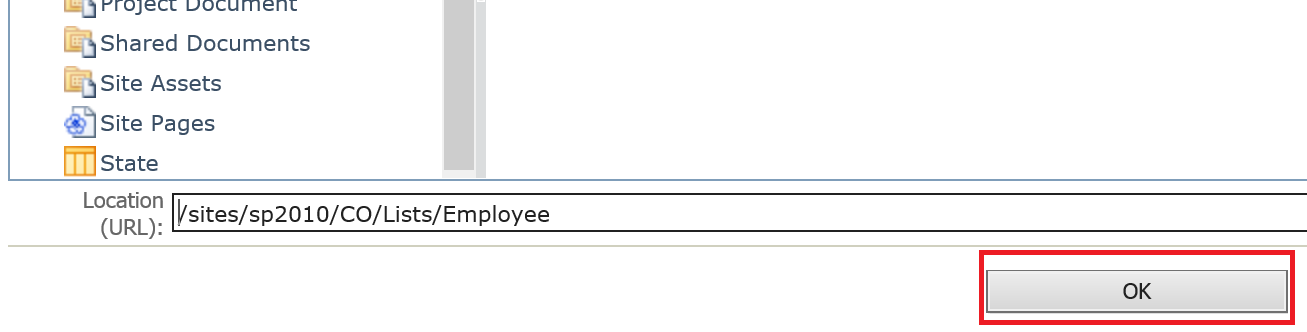 Project Document
Shared Documents
Site Assets
Site Pages
State
Location
(URL):
/sites/sp2010/CO/Lists/Employee
OK